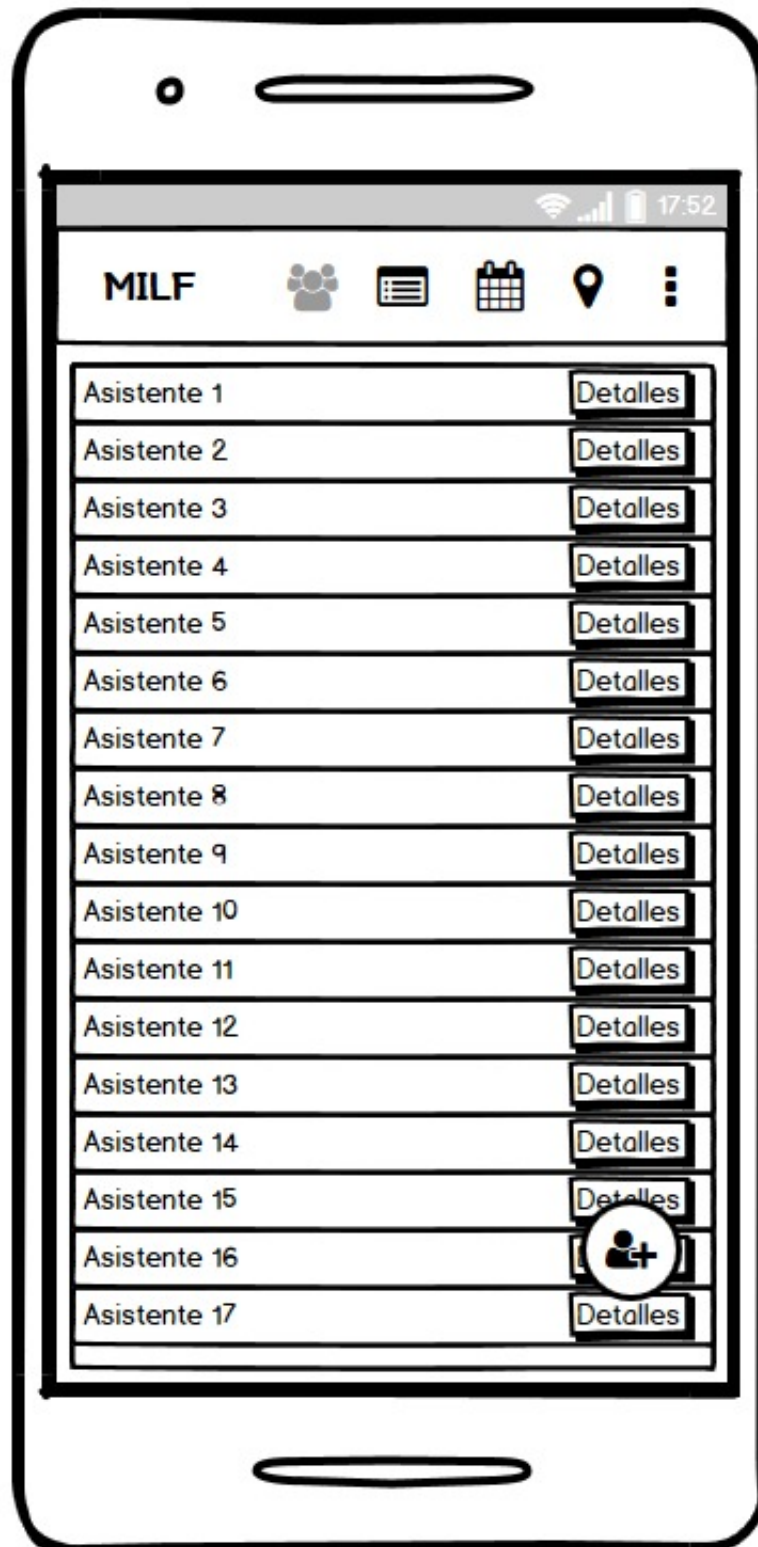 17:52
MILF
Asistente 1 Detalles
Asistente 2 Detalles
Asistente 3 Detalles
Asistente 4 Detalles
Asistente 5 Detalles
Asistente 6 Detalles
Asistente 7 Detalles
Asistente 8 Detalles
Asistente 9 Detalles
Asistente 10 Detalles
Asistente 11 Detalles
Asistente 12 Detalles
Asistente 13 Detalles
Asistente 14 Detalles
Asistente 15 Detalles
Asistente 16
Asistente 17 Detalles